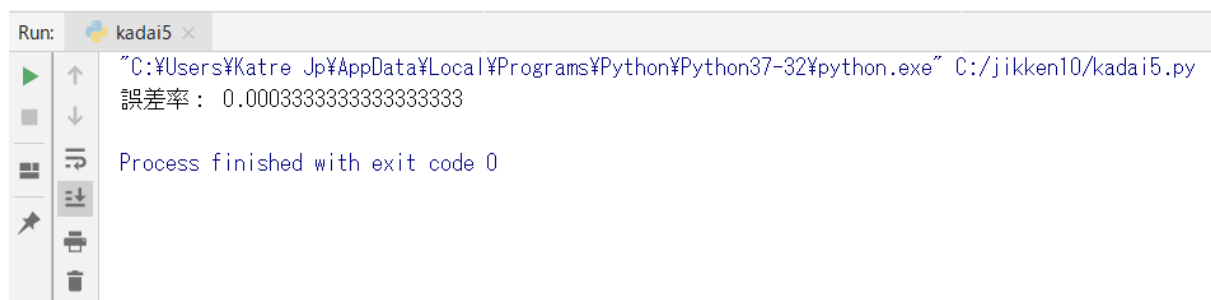 Run: kadai5
"C:¥Users¥Katre Jp¥AppData¥Local¥Programs¥Python¥Python37-32¥python.exe" C:/jikken10/kadai5.py
誤差率： 0.0003333333333333333
Process finished with exit code 0